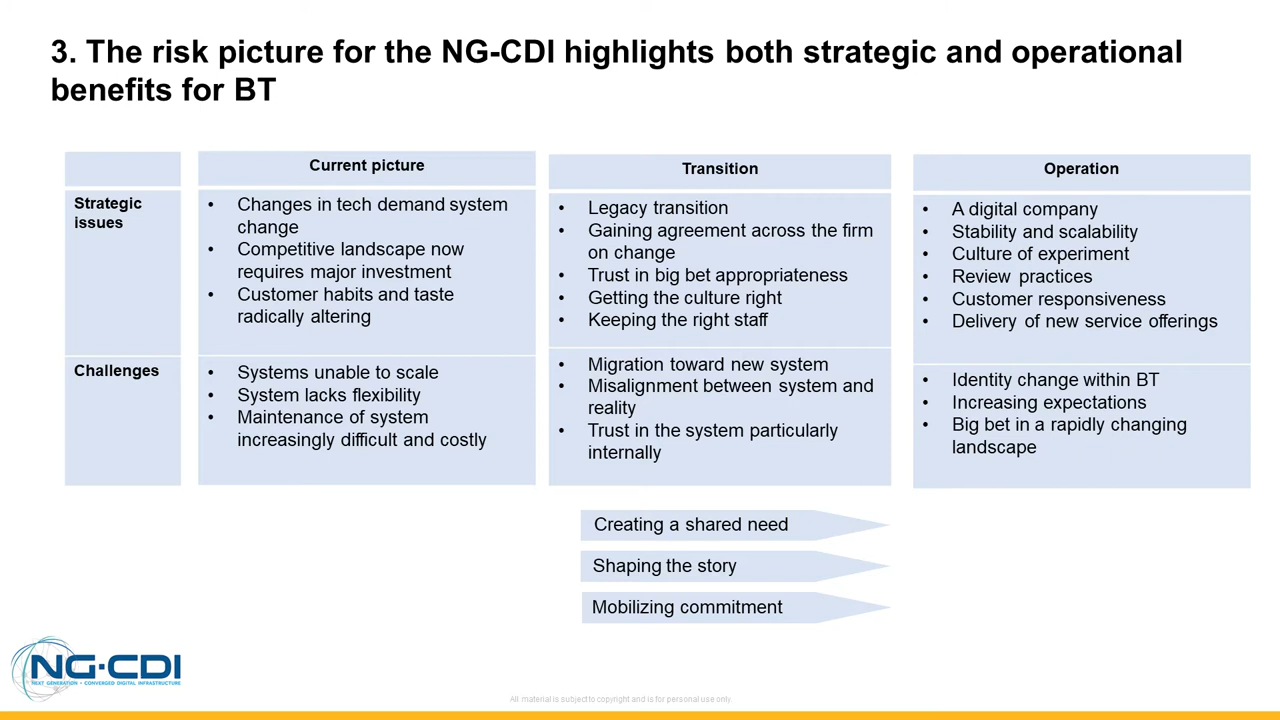 3. The risk picture for the NG-CDI highlights both strategic and operational
benefits for BT
Current picture
Transition
Operation
Strategic
issues
• Changes in tech demand system
change
• Competitive landscape now
requires major investment
• Customer habits and taste
radically altering
• Legacy transition
• Gaining agreement across the firm
on change
• Trust in big bet appropriateness
• Getting the culture right
• Keeping the right staff
• A digital company
• Stability and scalability
• Culture of experiment
• Review practices
• Customer responsiveness
• Delivery of new service offerings
Challenges
• Systems unable to scale
• System lacks flexibility
• Maintenance of system
increasingly difficult and costly
• Migration toward new system
• Misalignment between system and
reality
• Trust in the system particularly
internally
• Identity change within BT
• Increasing expectations
• Big bet in a rapidly changing
landscape
Creating a shared need
Shaping the story
Mobilizing commitment
NG·CDI
NEXT GENERATION • CONVERGED DIGITAL INFRASTRUCTURE
All material is subject to copyright and is for personal use only.